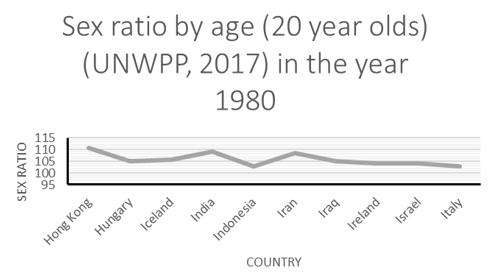 Sex ratio by age (20 year olds)
(UNWPP, 2017) in the year
1980
115
110
105
100
95
SEX RATIO
Hong Kong
Hungary
Iceland
India
Indonesia
Iran
Iraq
Ireland
Israel
Italy
COUNTRY